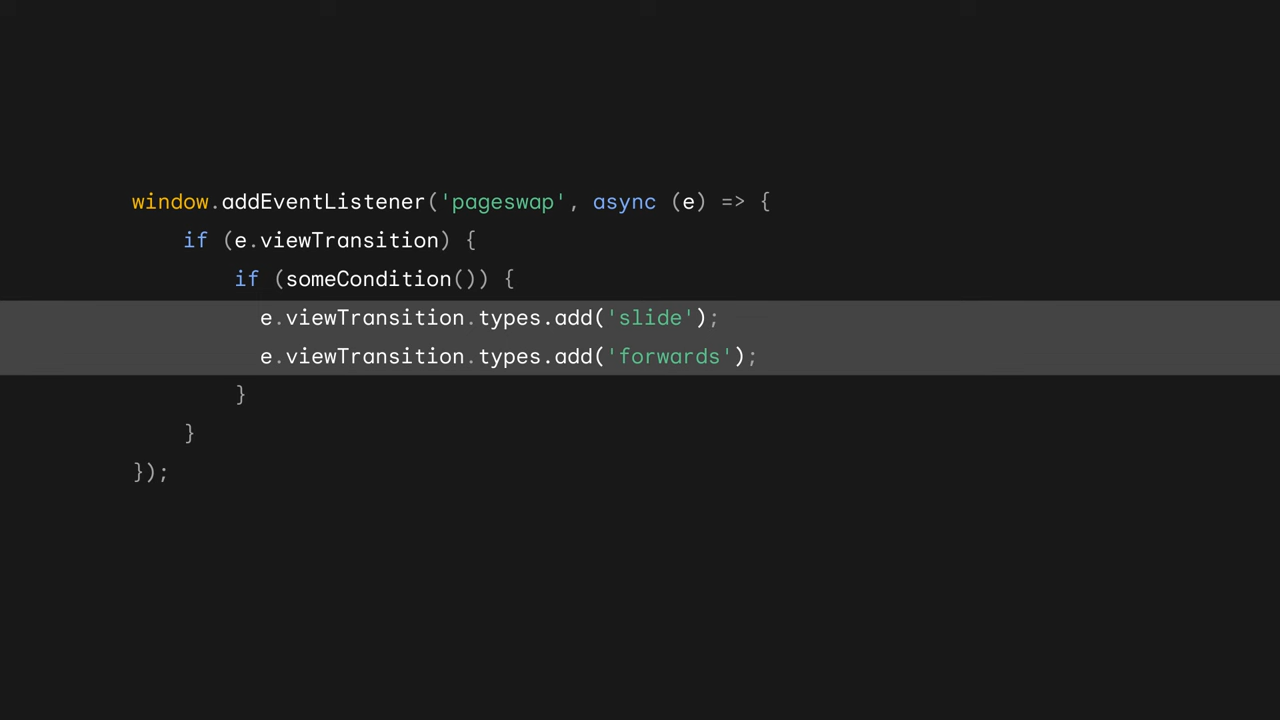 window.addEventListener('pageswap', async (e) => {
if (e.viewTransition) {
if (someCondition()) {
e.viewTransition.types.add('slide');
e.viewTransition.types.add('forwards');
}
}
});